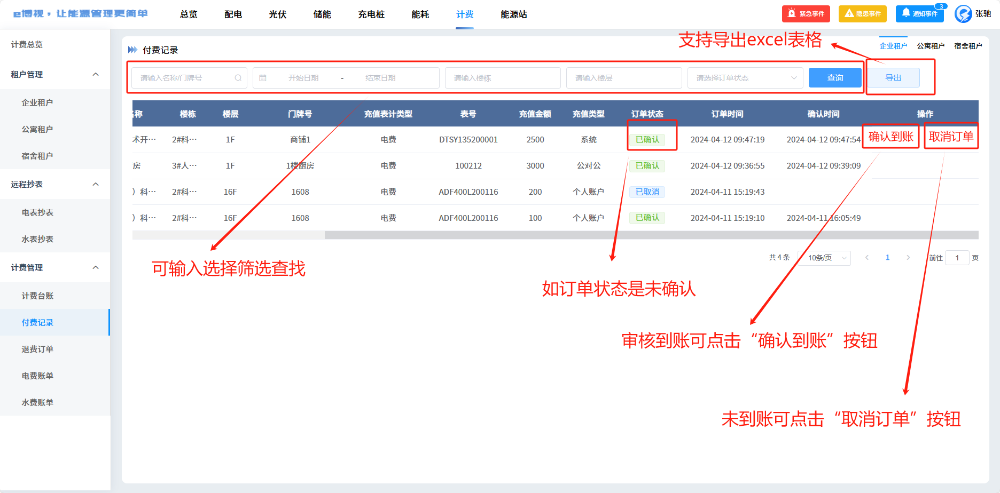 e博视，让能源管理更简单
总览
配电
光伏
储能
充电桩
能耗
计费
能源站
紧急事件
隐患事件
通知事件
3
张驰
计费总览
租户管理
企业租户
公寓租户
宿舍租户
远程抄表
电表抄表
水表抄表
计费管理
计费台账
付费记录
退费订单
电费账单
水费账单
付费记录
支持导出excel表格
企业租户 公寓租户 宿舍租户
请输入名称/门牌号 开始日期 - 结束日期 请输入楼栋 请输入楼层 请选择订单状态 查询 导出
称 楼栋 楼层 门牌号 充值表计类型 表号 充值金额 充值类型 订单状态 订单时间 确认时间 操作
术开… 2#科… 1F 商铺1 电费 DTSY135200001 2500 系统 已确认 2024-04-12 09:47:19 2024-04-12 09:47:54 确认到账 取消订单
房 3#人… 1F 1楼厨房 电费 100212 3000 公对公 已确认 2024-04-12 09:36:55 2024-04-12 09:39:09
）科… 2#科… 16F 1608 电费 ADF400L200116 200 个人账户 已取消 2024-04-11 15:19:43
）科… 2#科… 16F 1608 电费 ADF400L200116 100 个人账户 已确认 2024-04-11 15:19:10 2024-04-11 16:05:49
共 4 条 10条/页 1 前往 1 页
可输入选择筛选查找
如订单状态是未确认
审核到账可点击“确认到账”按钮
未到账可点击“取消订单”按钮